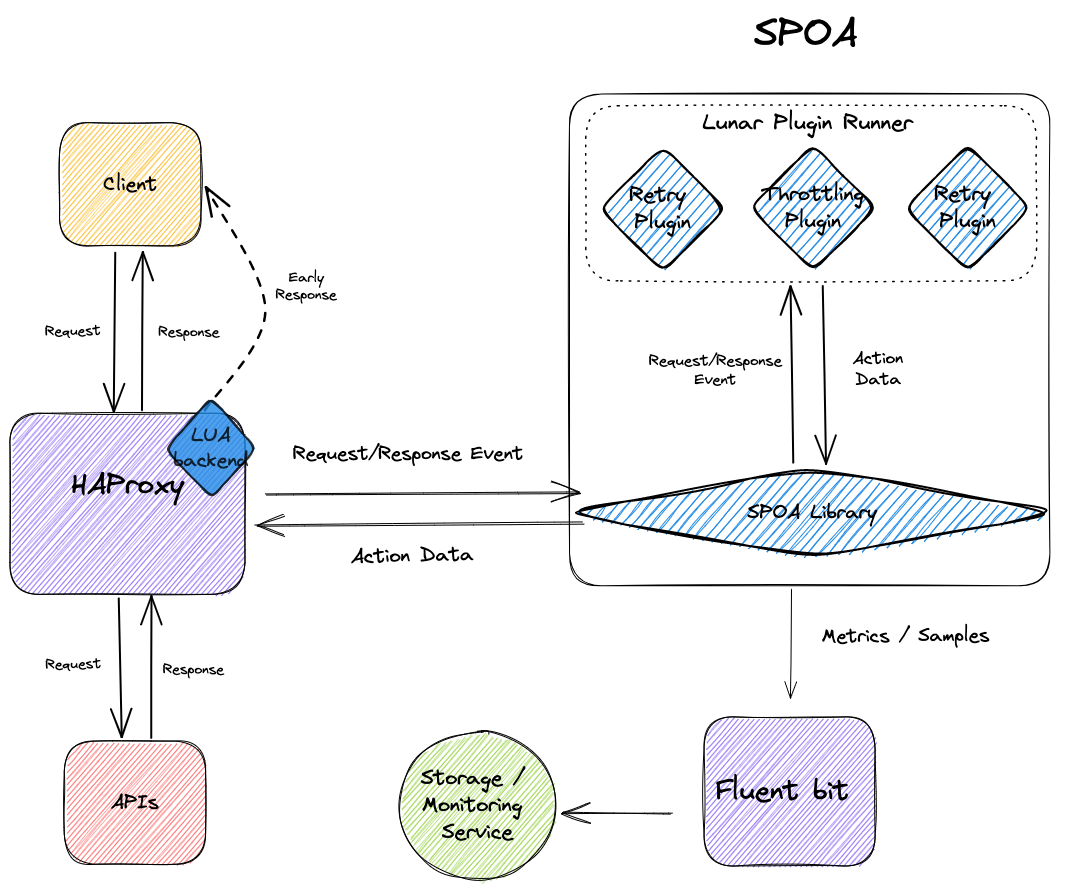 SPOA
Lunar Plugin Runner
Client
Retry
Plugin
Throttling
Plugin
Retry
Plugin
Early
Response
Request
Response
Request/Response
Event
Action
Data
LUA
backend
HAProxy
Request/Response Event
SPOA Library
Action Data
Metrics / Samples
Request
Response
APIs
Storage /
Monitoring
Service
Fluent bit